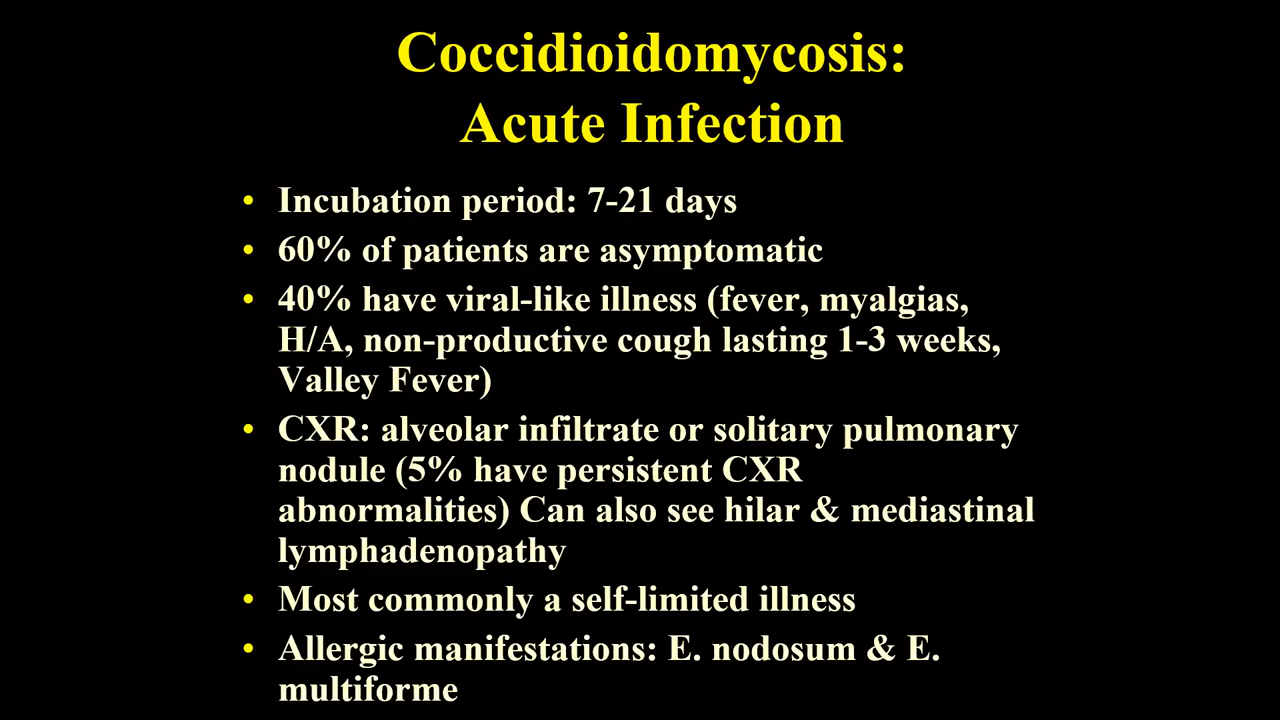 Coccidioidomycosis:
Acute Infection
• Incubation period: 7-21 days
• 60% of patients are asymptomatic
• 40% have viral-like illness (fever, myalgias,
H/A, non-productive cough lasting 1-3 weeks,
Valley Fever)
• CXR: alveolar infiltrate or solitary pulmonary
nodule (5% have persistent CXR
abnormalities) Can also see hilar & mediastinal
lymphadenopathy
• Most commonly a self-limited illness
• Allergic manifestations: E. nodosum & E.
multiforme